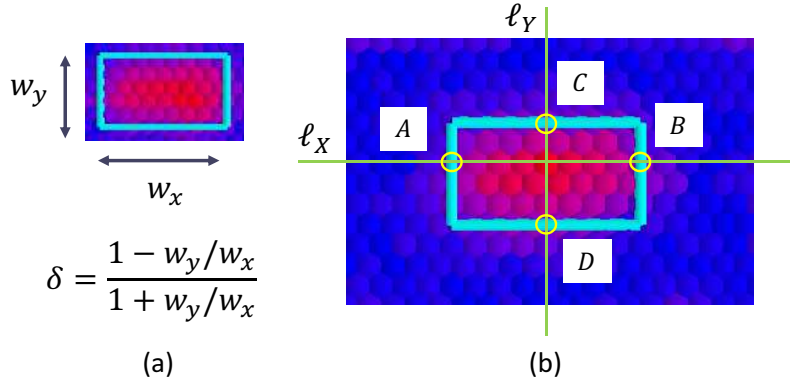 ℓ_Y
C
A
B
ℓ_X
D
w_y
w_x
δ = (1 − w_y/w_x) / (1 + w_y/w_x)
(a)
(b)